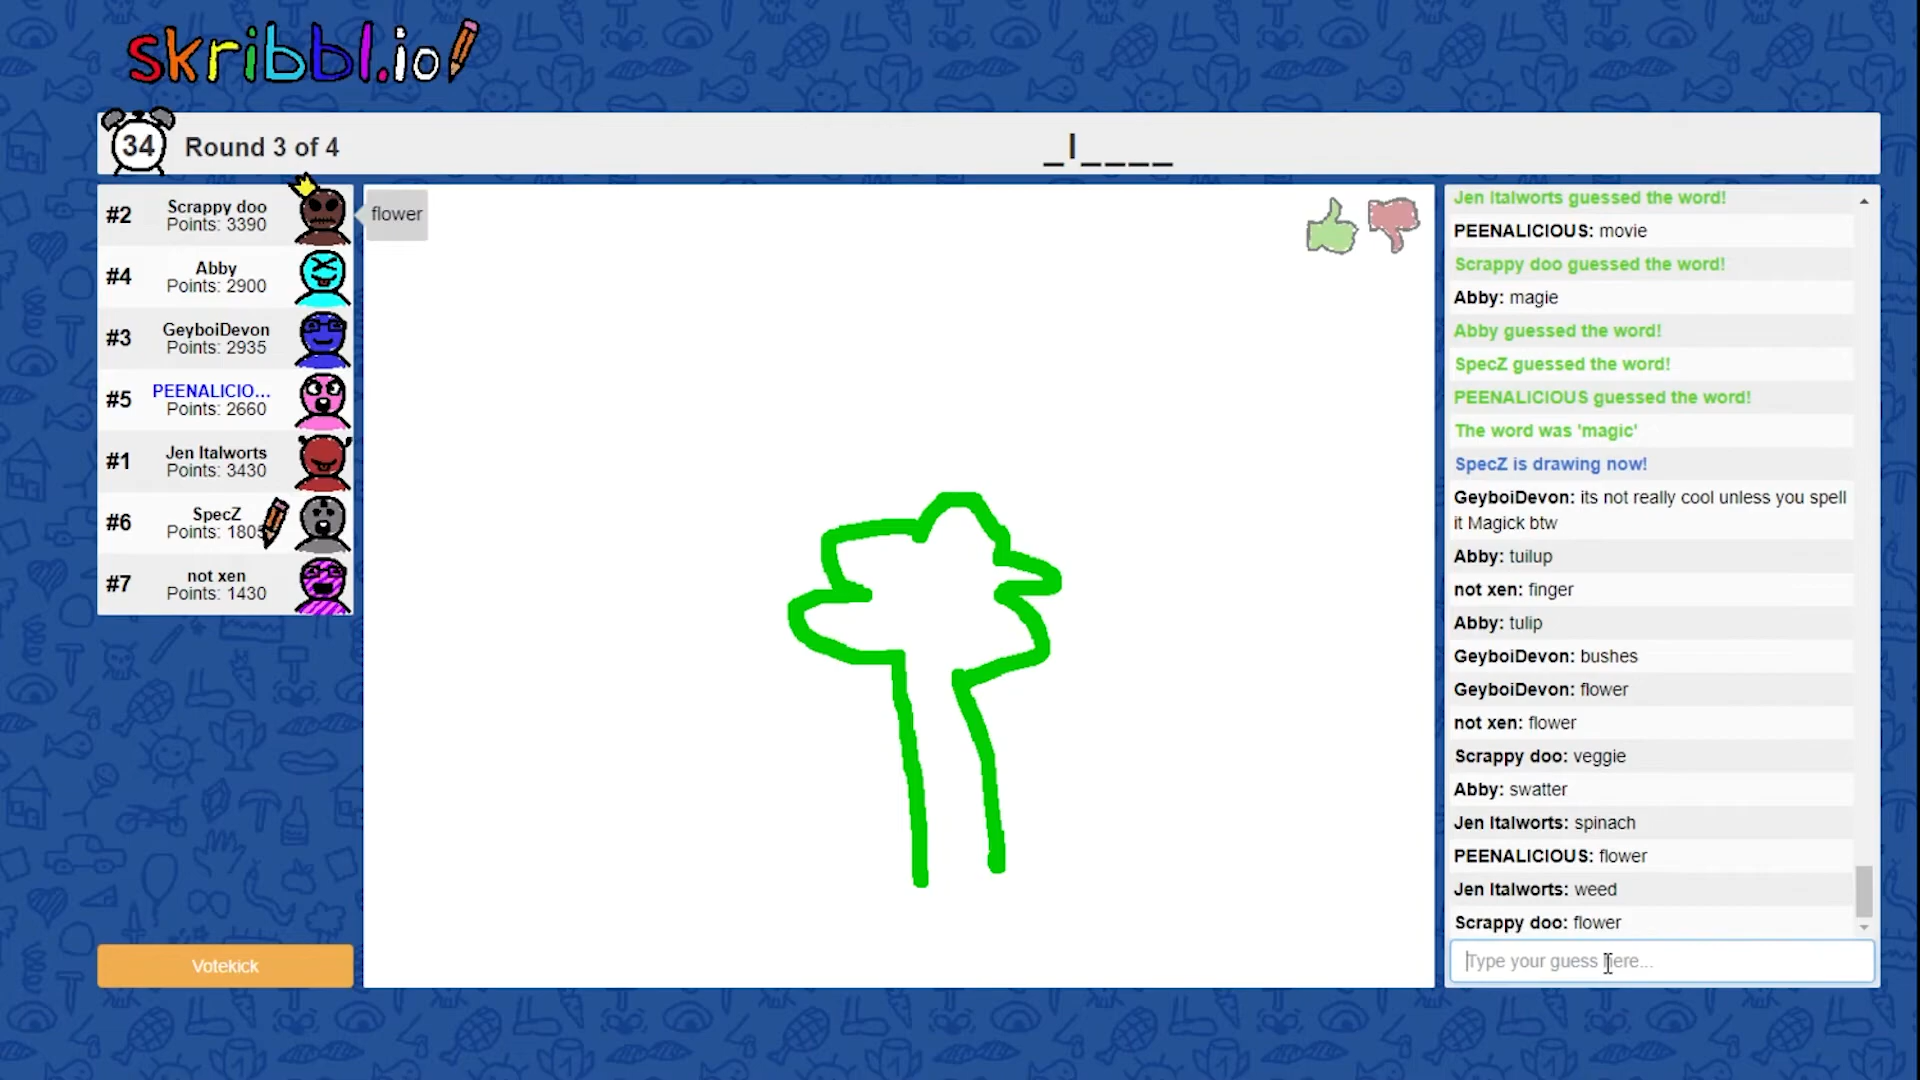 skribbl.io
34
Round 3 of 4
_l____
#2
Scrappy doo
Points: 3390
flower
#4
Abby
Points: 2900
#3
GeyboiDevon
Points: 2935
#5
PEENALICIO...
Points: 2660
#1
Jen Italworts
Points: 3430
#6
SpecZ
Points: 1805
#7
not xen
Points: 1430
Votekick
Jen Italworts guessed the word!
PEENALICIOUS: movie
Scrappy doo guessed the word!
Abby: magie
Abby guessed the word!
SpecZ guessed the word!
PEENALICIOUS guessed the word!
The word was 'magic'
SpecZ is drawing now!
GeyboiDevon: its not really cool unless you spell
it Magick btw
Abby: tuilup
not xen: finger
Abby: tulip
GeyboiDevon: bushes
GeyboiDevon: flower
not xen: flower
Scrappy doo: veggie
Abby: swatter
Jen Italworts: spinach
PEENALICIOUS: flower
Jen Italworts: weed
Scrappy doo: flower
Type your guess here...